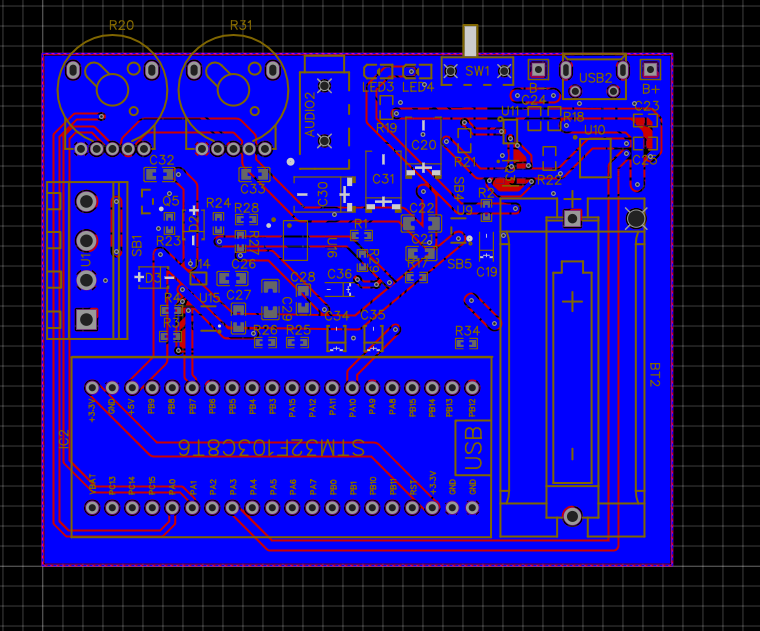 R20
R31
AUDIO2
LED3
LED4
SW1
USB2
B-
B+
R19
C24
U11
R18
C23
U10
C25
C20
R21
R22
C32
C33
C30
C31
Q5
R24
R28
C22
R2
U9
R23
R27
U6
R1
C21
SB4
SB1
U14
C26
R29
R17
SB5
C19
D3
C28
C36
U15
C27
C29
R4
R3
R26
R25
C34
C35
R34
BT2
+3.3V
GND
+5V
PB9
PB8
PB7
PB6
PB5
PB4
PB3
PA15
PA12
PA11
PA10
PA9
PA8
PB15
PB14
PB13
PB12
IC2
STM32F103C8T6
USB
VBAT
PC13
PC14
PC15
PA0
PA1
PA2
PA3
PA4
PA5
PA6
PA7
PB0
PB1
PB10
PB11
RST
+3.3V
GND
GND